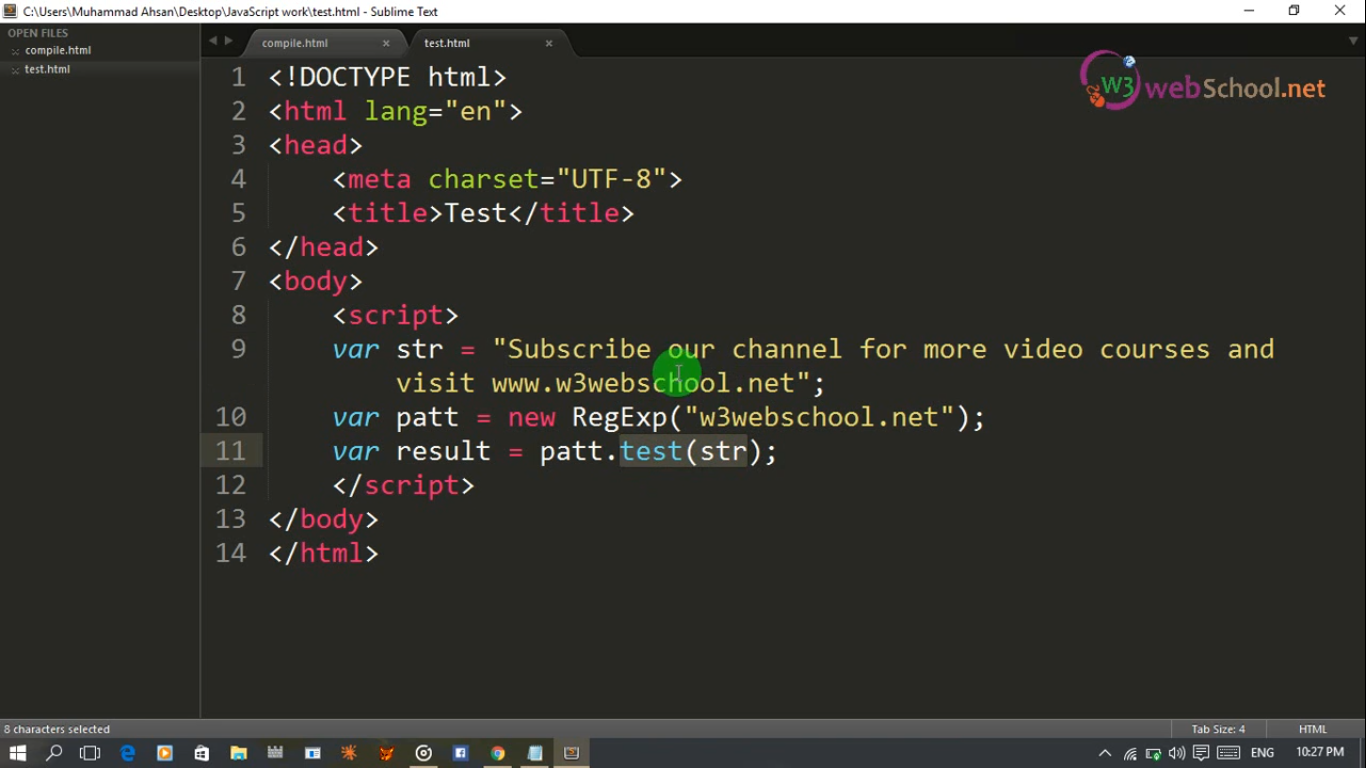 C:\Users\Muhammad Ahsan\Desktop\JavaScript work\test.html - Sublime Text
OPEN FILES
compile.html
test.html
compile.html
test.html
W3 webSchool.net
1 <!DOCTYPE html>
2 <html lang="en">
3 <head>
4 <meta charset="UTF-8">
5 <title>Test</title>
6 </head>
7 <body>
8 <script>
9 var str = "Subscribe our channel for more video courses and
visit www.w3webschool.net";
10 var patt = new RegExp("w3webschool.net");
11 var result = patt.test(str);
12 </script>
13 </body>
14 </html>
8 characters selected
Tab Size: 4
HTML
ENG
10:27 PM